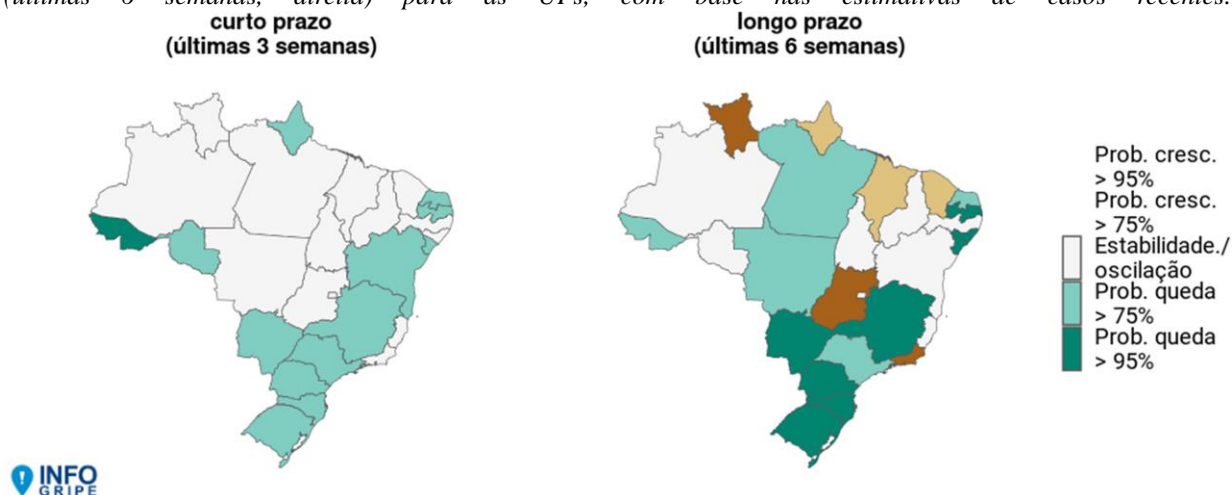 (últimas 6 semanas, direita) para as UFs, com base nas estimativas de casos recentes.
curto prazo
(últimas 3 semanas)
longo prazo
(últimas 6 semanas)
Prob. cresc.
> 95%
Prob. cresc.
> 75%
Estabilidade./
oscilação
Prob. queda
> 75%
Prob. queda
> 95%
INFO
GRIPE